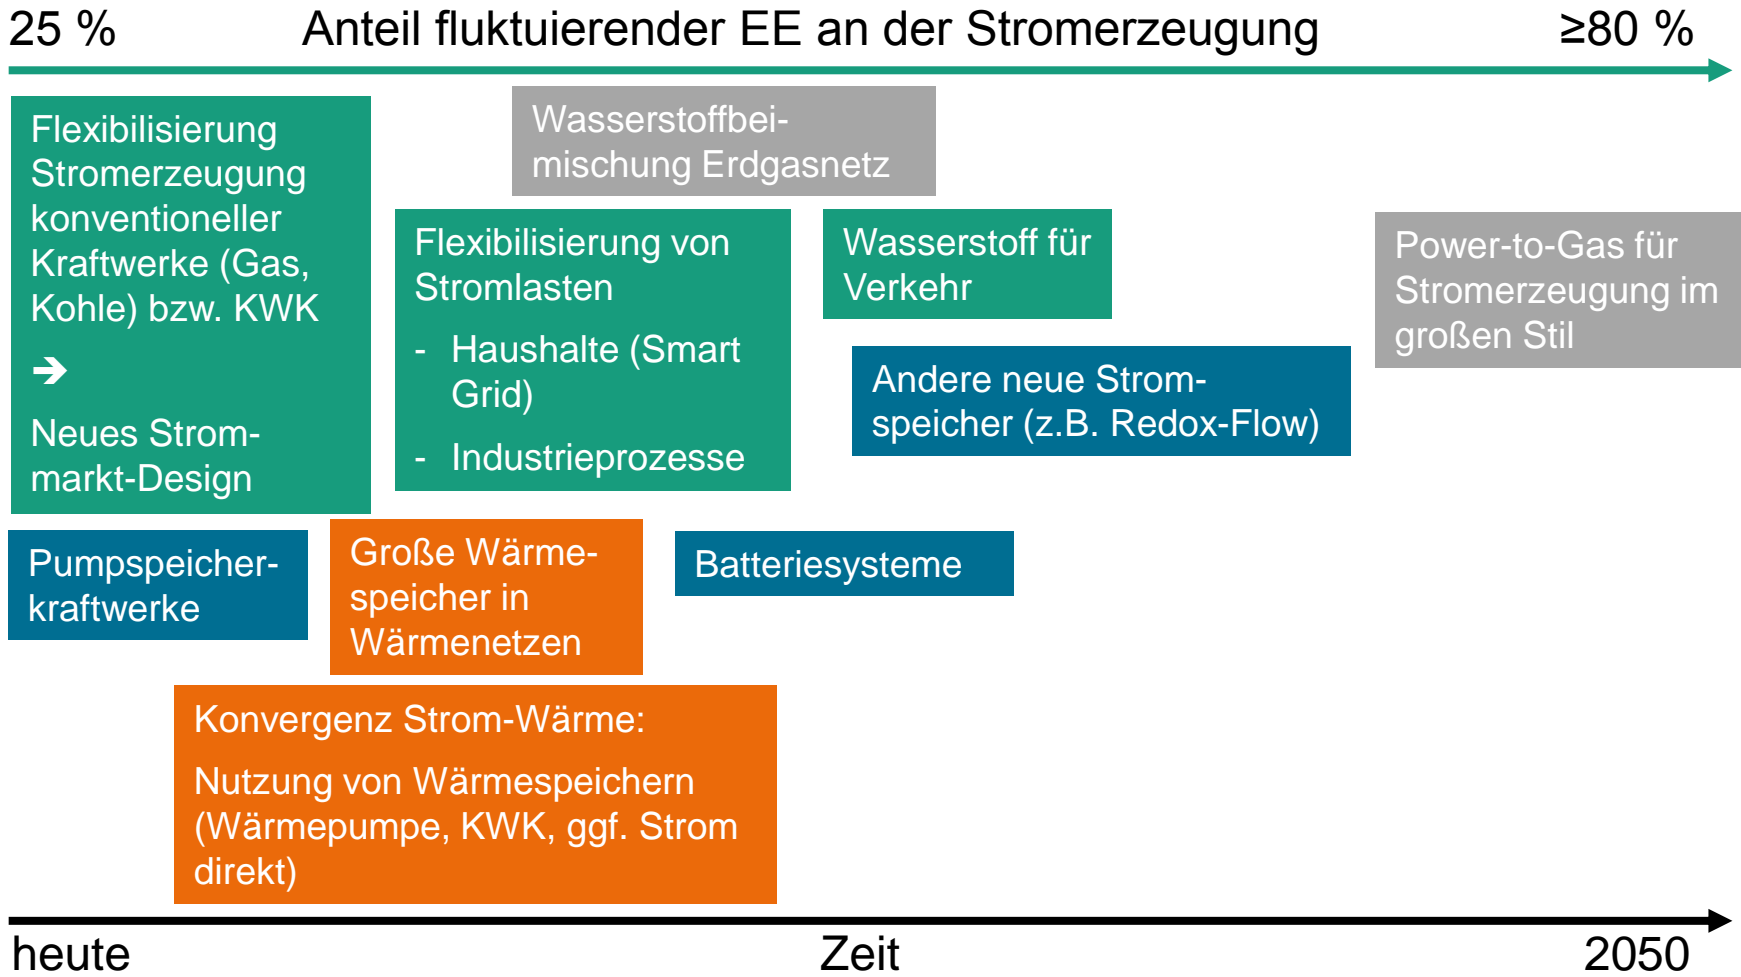 25 % Anteil fluktuierender EE an der Stromerzeugung ≥80 %
Flexibilisierung
Stromerzeugung
konventioneller
Kraftwerke (Gas,
Kohle) bzw. KWK
➔
Neues Strom-
markt-Design
Wasserstoffbei-
mischung Erdgasnetz
Flexibilisierung von
Stromlasten
- Haushalte (Smart
Grid)
- Industrieprozesse
Wasserstoff für
Verkehr
Power-to-Gas für
Stromerzeugung im
großen Stil
Andere neue Strom-
speicher (z.B. Redox-Flow)
Pumpspeicher-
kraftwerke
Große Wärme-
speicher in
Wärmenetzen
Batteriesysteme
Konvergenz Strom-Wärme:
Nutzung von Wärmespeichern
(Wärmepumpe, KWK, ggf. Strom
direkt)
heute Zeit 2050